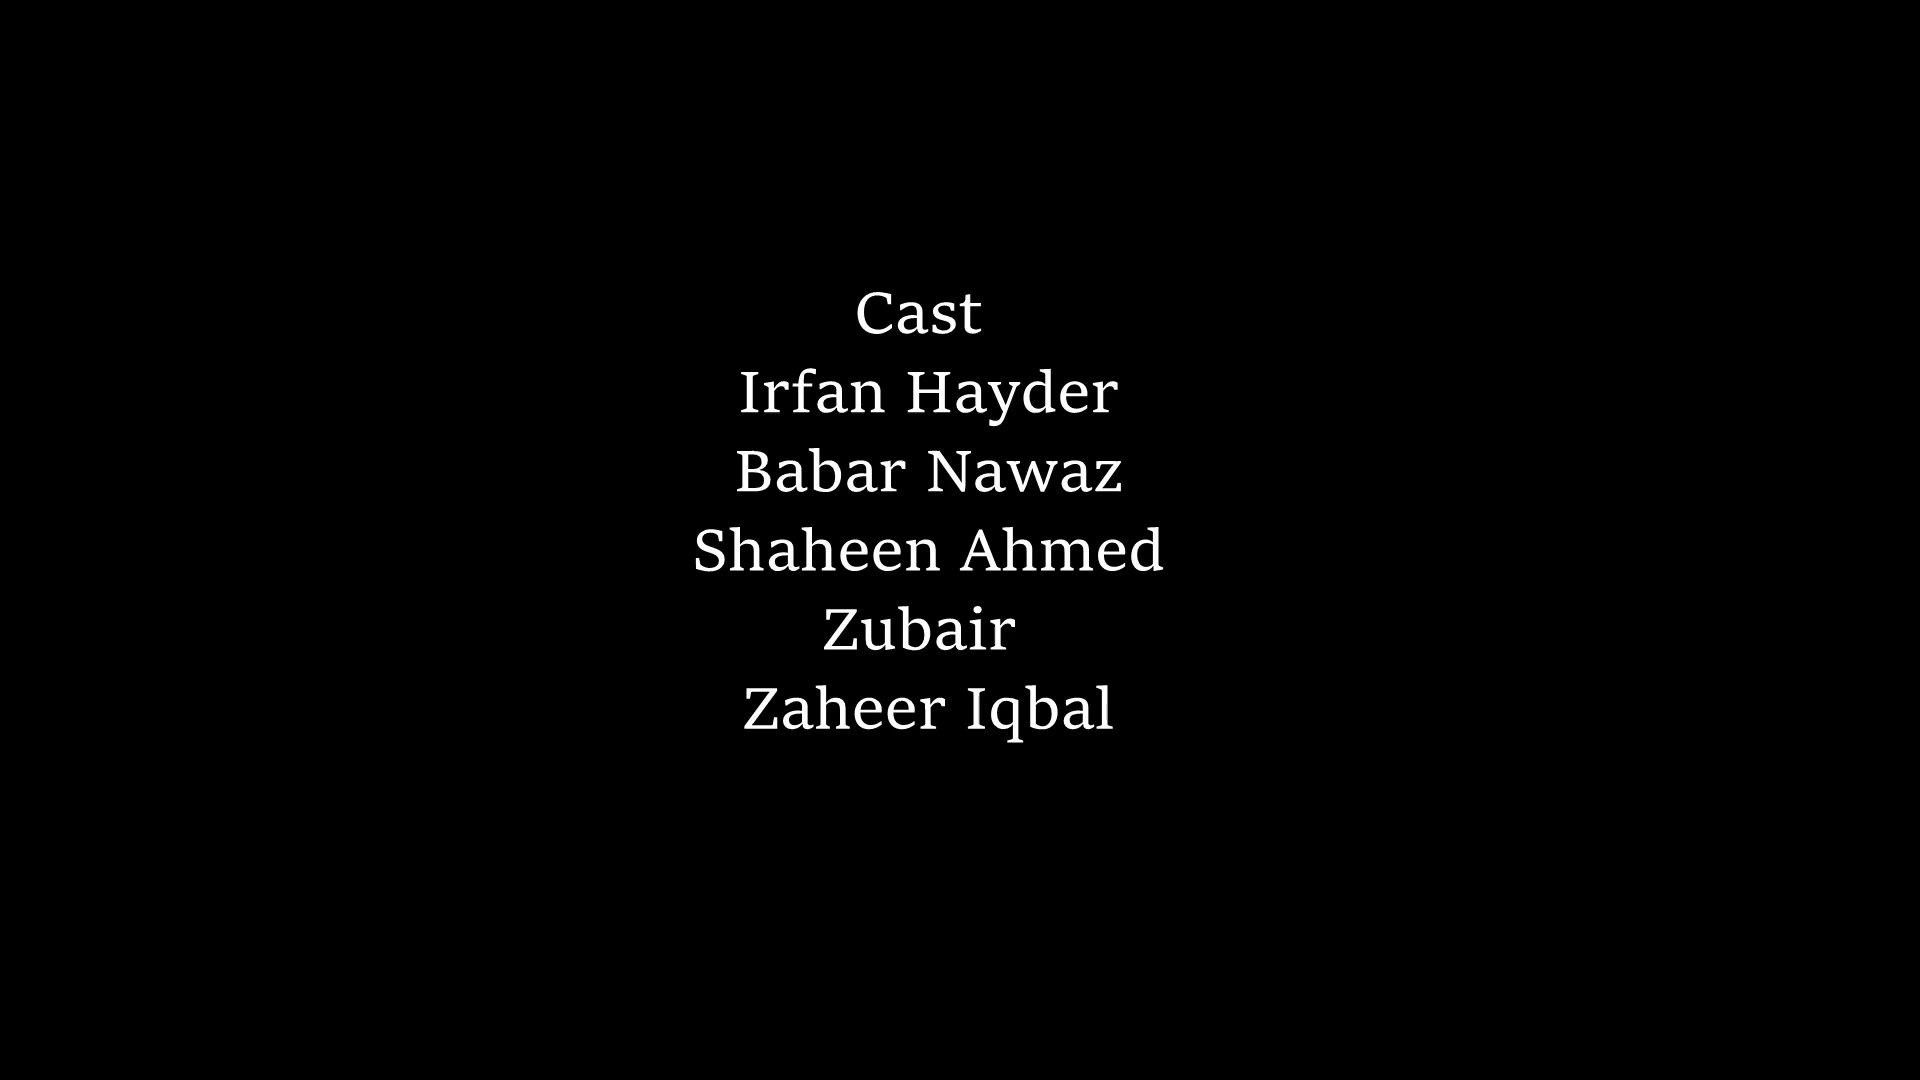 Cast
Irfan Hayder
Babar Nawaz
Shaheen Ahmed
Zubair
Zaheer Iqbal